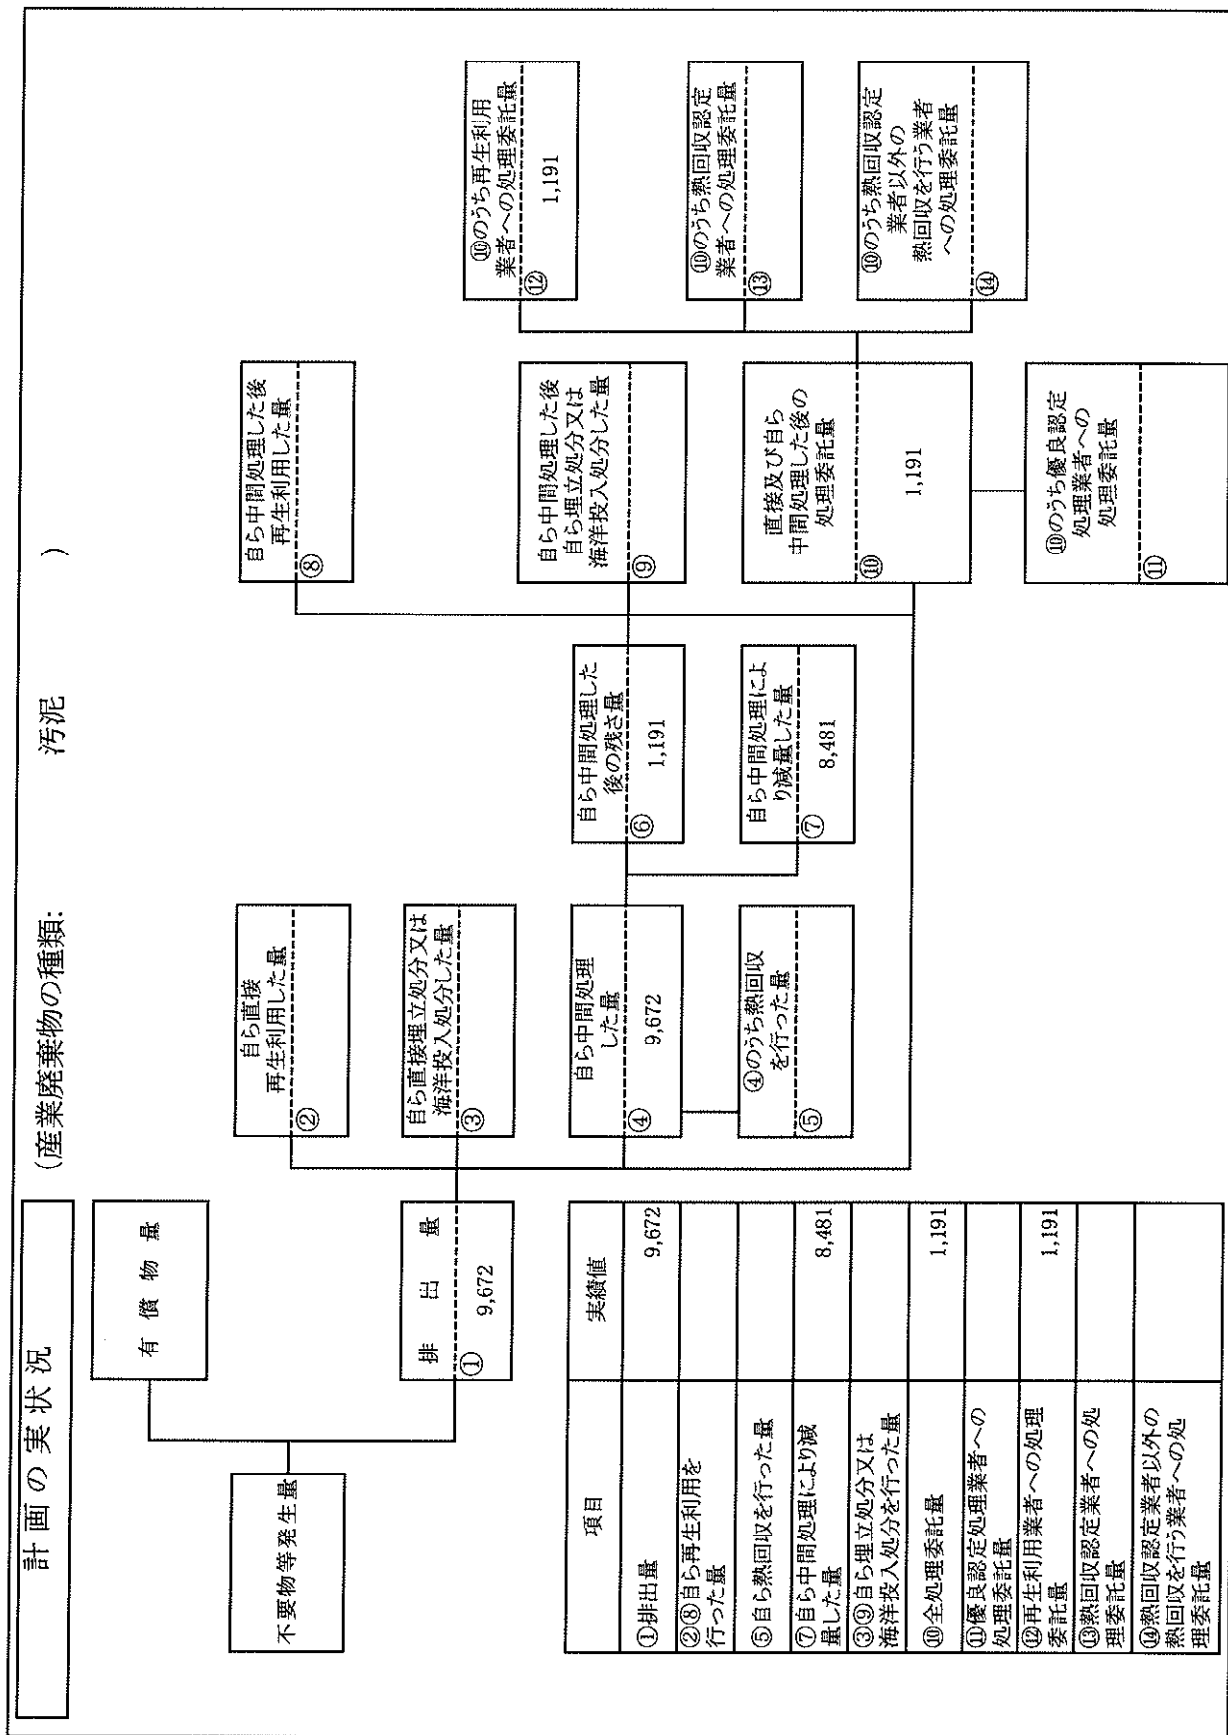 計画の実状況
(産業廃棄物の種類:　　汚泥　　)
不要物等発生量
有償物量
排出量
①
9,672
自ら直接
再生利用した量
②
自ら直接埋立処分又は
海洋投入処分した量
③
自ら中間処理
した量
④
9,672
④のうち熱回収
を行った量
⑤
自ら中間処理した
後の残さ量
⑥
1,191
自ら中間処理によ
り減量した量
⑦
8,481
自ら中間処理した後
再生利用した量
⑧
自ら中間処理した後
自ら埋立処分又は
海洋投入処分した量
⑨
直接及び自ら
中間処理した後の
処理委託量
⑩
1,191
⑩のうち優良認定
処理業者への
処理委託量
⑪
⑩のうち再生利用
業者への処理委託量
⑫
1,191
⑩のうち熱回収認定
業者への処理委託量
⑬
⑩のうち熱回収認定
業者以外の
熱回収を行う業者
への処理委託量
⑭
項目　実績値
①排出量　9,672
②⑧自ら再生利用を
行った量
⑤自ら熱回収を行った量
⑦自ら中間処理により減
量した量　8,481
③⑨自ら埋立処分又は
海洋投入処分を行った量
⑩全処理委託量　1,191
⑪優良認定処理業者への
処理委託量
⑫再生利用業者への処理
委託量　1,191
⑬熱回収認定業者への処
理委託量
⑭熱回収認定業者以外の
熱回収を行う業者への処
理委託量